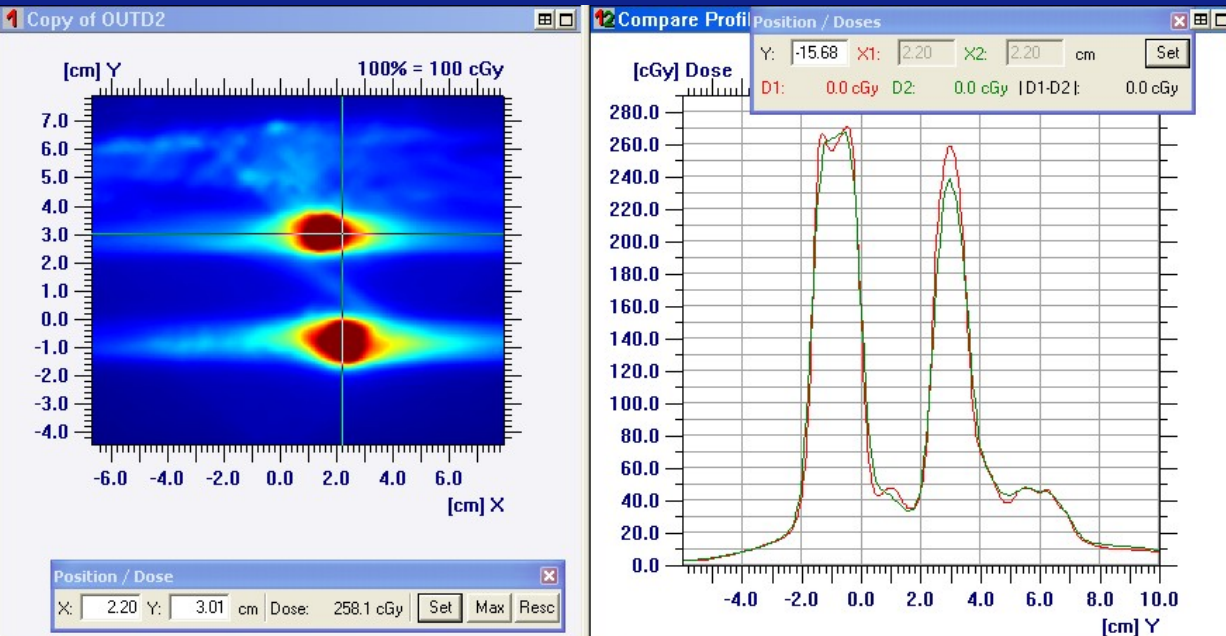 1 Copy of OUTD2
[cm] Y
100% = 100 cGy
7.0
6.0
5.0
4.0
3.0
2.0
1.0
0.0
-1.0
-2.0
-3.0
-4.0
-6.0 -4.0 -2.0 0.0 2.0 4.0 6.0
[cm] X
Position / Dose
X: 2.20 Y: 3.01 cm Dose: 258.1 cGy Set Max Resc
12 Compare Profil
Position / Doses
Y: -15.68 X1: 2.20 X2: 2.20 cm Set
D1: 0.0 cGy D2: 0.0 cGy |D1-D2|: 0.0 cGy
[cGy] Dose
280.0
260.0
240.0
220.0
200.0
180.0
160.0
140.0
120.0
100.0
80.0
60.0
40.0
20.0
0.0
-4.0 -2.0 0.0 2.0 4.0 6.0 8.0 10.0
[cm] Y